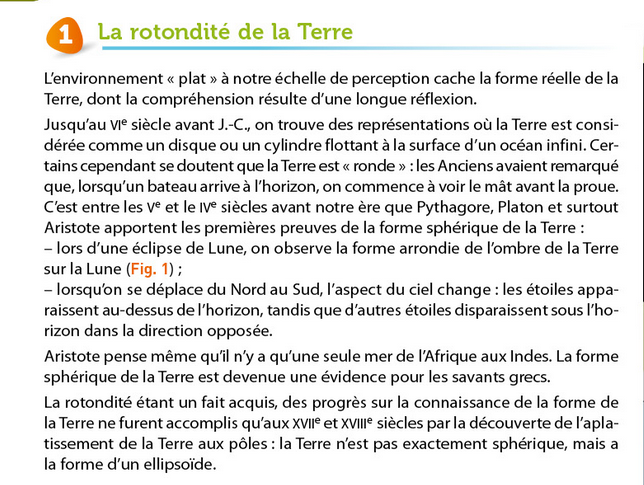 1 La rotondité de la Terre
L'environnement « plat » à notre échelle de perception cache la forme réelle de la
Terre, dont la compréhension résulte d'une longue réflexion.
Jusqu'au VIe siècle avant J.-C., on trouve des représentations où la Terre est consi-
dérée comme un disque ou un cylindre flottant à la surface d'un océan infini. Cer-
tains cependant se doutent que la Terre est « ronde » : les Anciens avaient remarqué
que, lorsqu'un bateau arrive à l'horizon, on commence à voir le mât avant la proue.
C'est entre les Ve et le IVe siècles avant notre ère que Pythagore, Platon et surtout
Aristote apportent les premières preuves de la forme sphérique de la Terre :
– lors d'une éclipse de Lune, on observe la forme arrondie de l'ombre de la Terre
sur la Lune (Fig. 1) ;
– lorsqu'on se déplace du Nord au Sud, l'aspect du ciel change : les étoiles appa-
raissent au-dessus de l'horizon, tandis que d'autres étoiles disparaissent sous l'ho-
rizon dans la direction opposée.
Aristote pense même qu'il n'y a qu'une seule mer de l'Afrique aux Indes. La forme
sphérique de la Terre est devenue une évidence pour les savants grecs.
La rotondité étant un fait acquis, des progrès sur la connaissance de la forme de
la Terre ne furent accomplis qu'aux XVIIe et XVIIIe siècles par la découverte de l'apla-
tissement de la Terre aux pôles : la Terre n'est pas exactement sphérique, mais a
la forme d'un ellipsoïde.